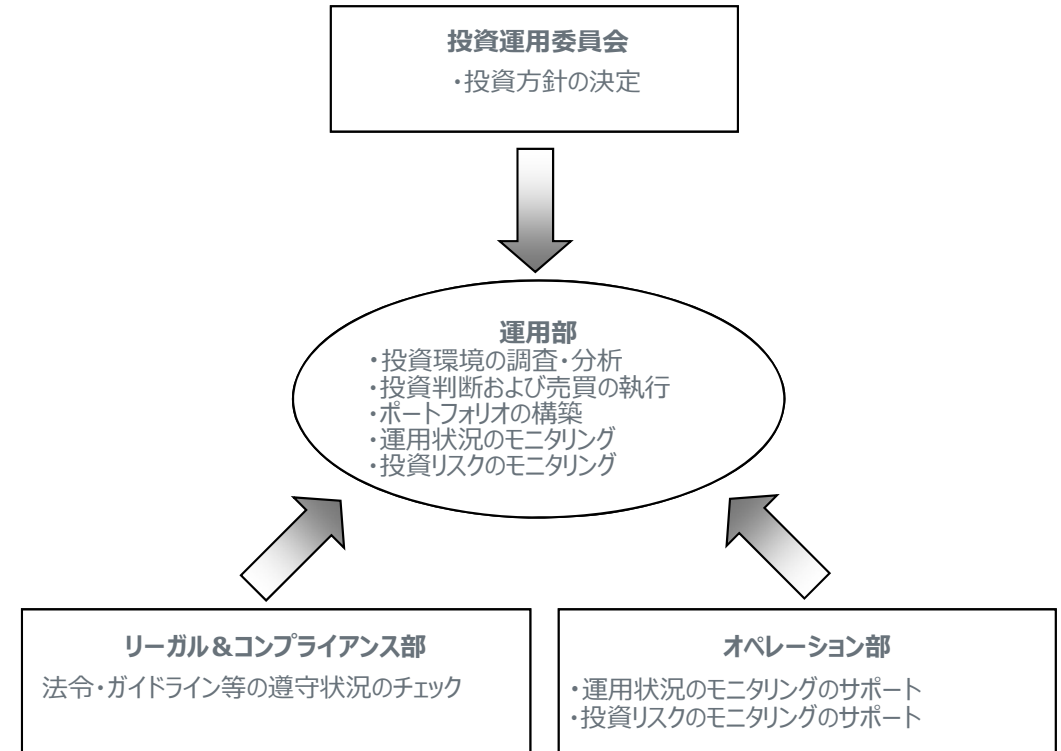 投資運用委員会
・投資方針の決定
運用部
・投資環境の調査・分析
・投資判断および売買の執行
・ポートフォリオの構築
・運用状況のモニタリング
・投資リスクのモニタリング
リーガル＆コンプライアンス部
法令・ガイドライン等の遵守状況のチェック
オペレーション部
・運用状況のモニタリングのサポート
・投資リスクのモニタリングのサポート